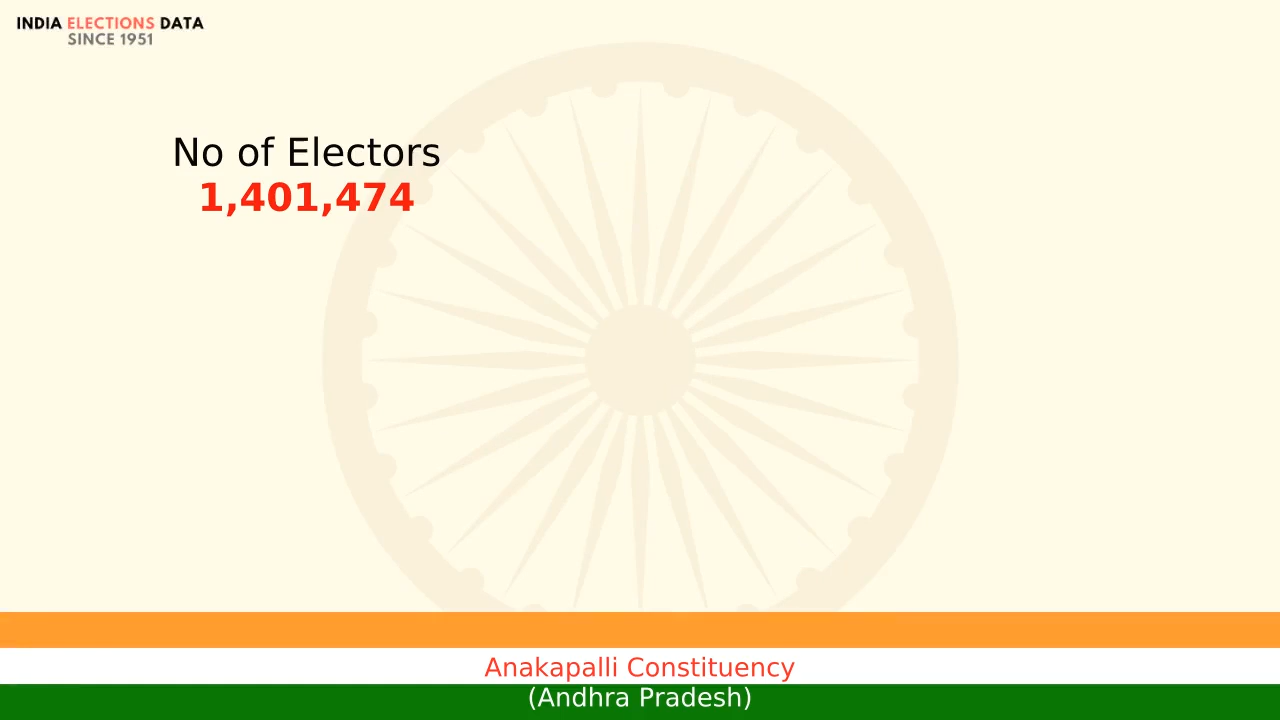 INDIA ELECTIONS DATA
SINCE 1951
No of Electors
1,401,474
Anakapalli Constituency
(Andhra Pradesh)